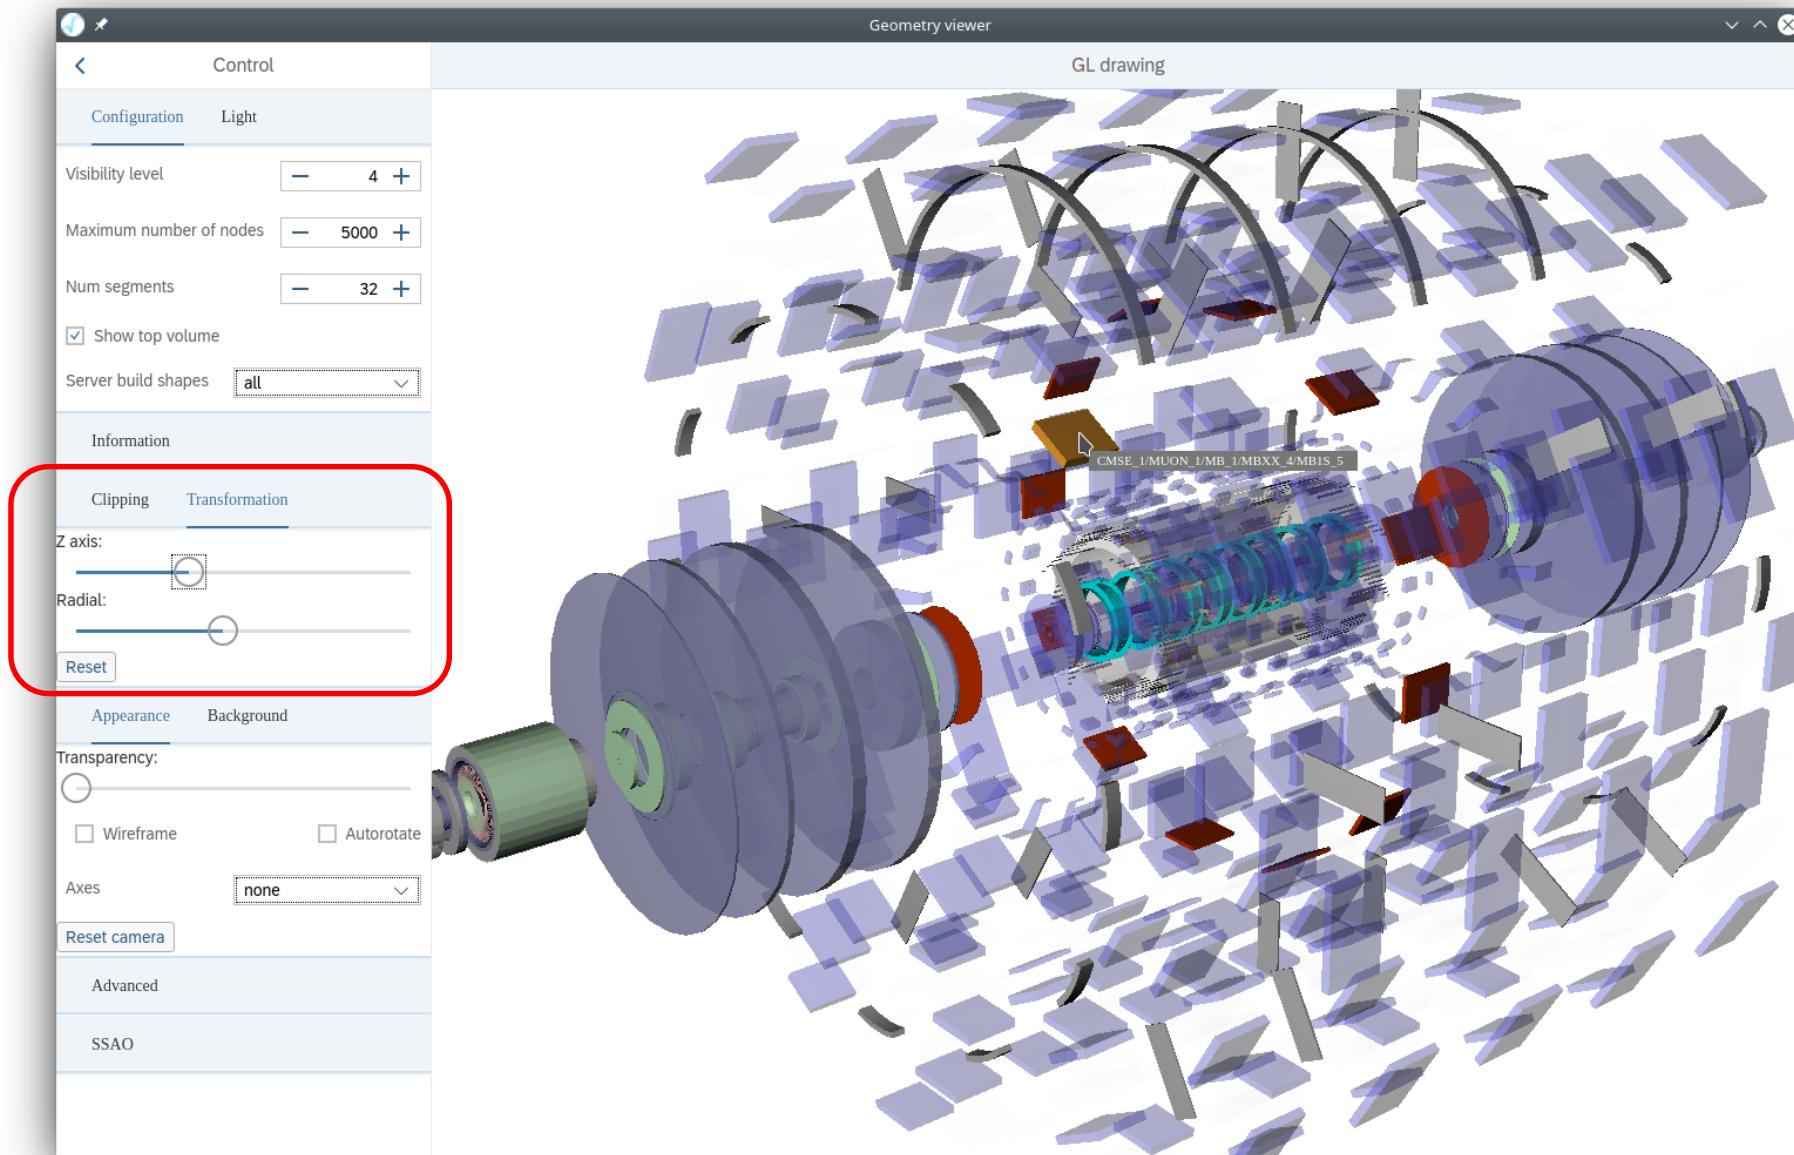 Geometry viewer
Control
GL drawing
Configuration Light
Visibility level 4
Maximum number of nodes 5000
Num segments 32
Show top volume
Server build shapes all
Information
Clipping Transformation
Z axis:
Radial:
Reset
Appearance Background
Transparency:
Wireframe Autorotate
Axes none
Reset camera
Advanced
SSAO
CMSE_1/MUON_1/MB_1/MBXX_4/MB1S_5